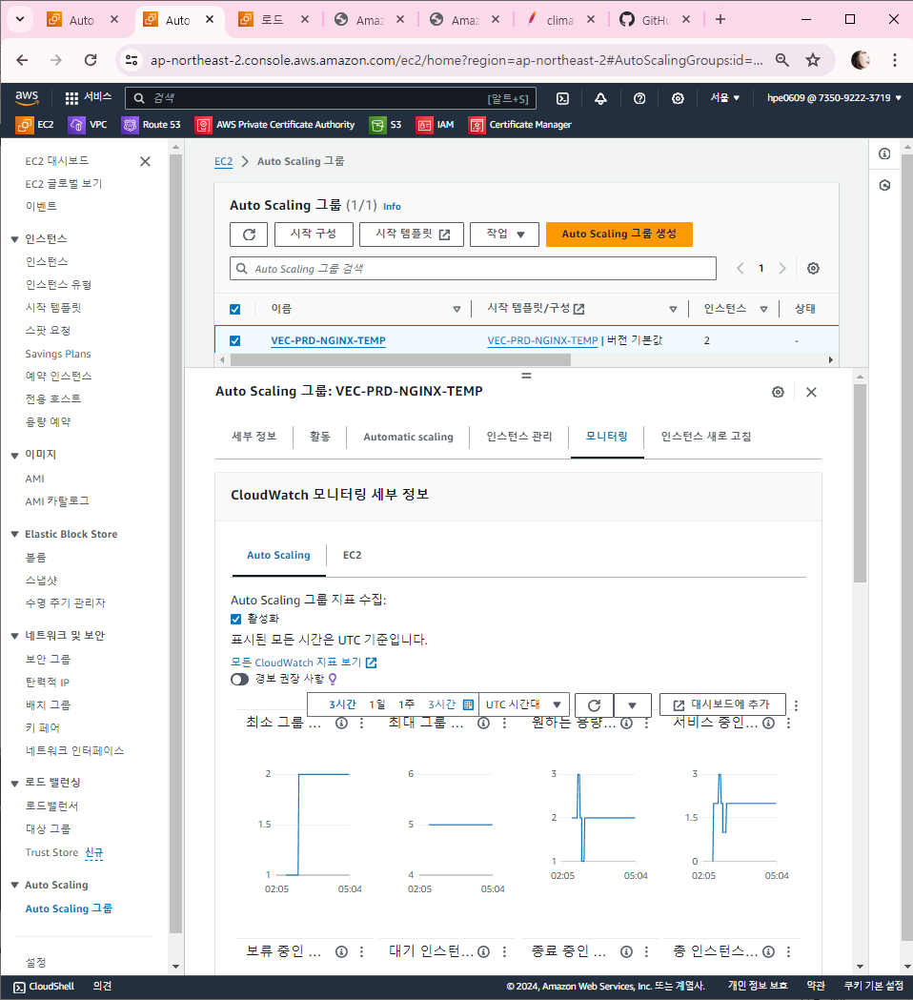 Auto
Auto
로드
Amaz
Amaz
clima
GitHu
ap-northeast-2.console.aws.amazon.com/ec2/home?region=ap-northeast-2#AutoScalingGroups:id=...
aws 서비스 검색 [알트+S] 서울 hpe0609 @ 7350-9222-3719
EC2 VPC Route 53 AWS Private Certificate Authority S3 IAM Certificate Manager
EC2 대시보드
EC2 글로벌 보기
이벤트
인스턴스
인스턴스
인스턴스 유형
시작 템플릿
스팟 요청
Savings Plans
예약 인스턴스
전용 호스트
용량 예약
이미지
AMI
AMI 카탈로그
Elastic Block Store
볼륨
스냅샷
수명 주기 관리자
네트워크 및 보안
보안 그룹
탄력적 IP
배치 그룹
키 페어
네트워크 인터페이스
로드 밸런싱
로드밸런서
대상 그룹
Trust Store 신규
Auto Scaling
Auto Scaling 그룹
설정
EC2 > Auto Scaling 그룹
Auto Scaling 그룹 (1/1) Info
시작 구성 시작 템플릿 작업 Auto Scaling 그룹 생성
Auto Scaling 그룹 검색 1
이름 시작 템플릿/구성 인스턴스 상태
VEC-PRD-NGINX-TEMP VEC-PRD-NGINX-TEMP | 버전 기본값 2 -
Auto Scaling 그룹: VEC-PRD-NGINX-TEMP
세부 정보 활동 Automatic scaling 인스턴스 관리 모니터링 인스턴스 새로 고침
CloudWatch 모니터링 세부 정보
Auto Scaling EC2
Auto Scaling 그룹 지표 수집:
활성화
표시된 모든 시간은 UTC 기준입니다.
모든 CloudWatch 지표 보기
경보 권장 사항
3시간 1일 1주 3시간 UTC 시간대 대시보드에 추가
최소 그룹 ... 최대 그룹 ... 원하는 용량... 서비스 중인...
2 6 3 3
1.5 5 2 1.5
1 4 1 0
02:05 05:04 02:05 05:04 02:05 05:04 02:05 05:04
보류 중인 ... 대기 인스턴... 종료 중인 ... 총 인스턴스...
CloudShell 의견 © 2024, Amazon Web Services, Inc. 또는 계열사. 개인 정보 보호 약관 쿠키 기본 설정